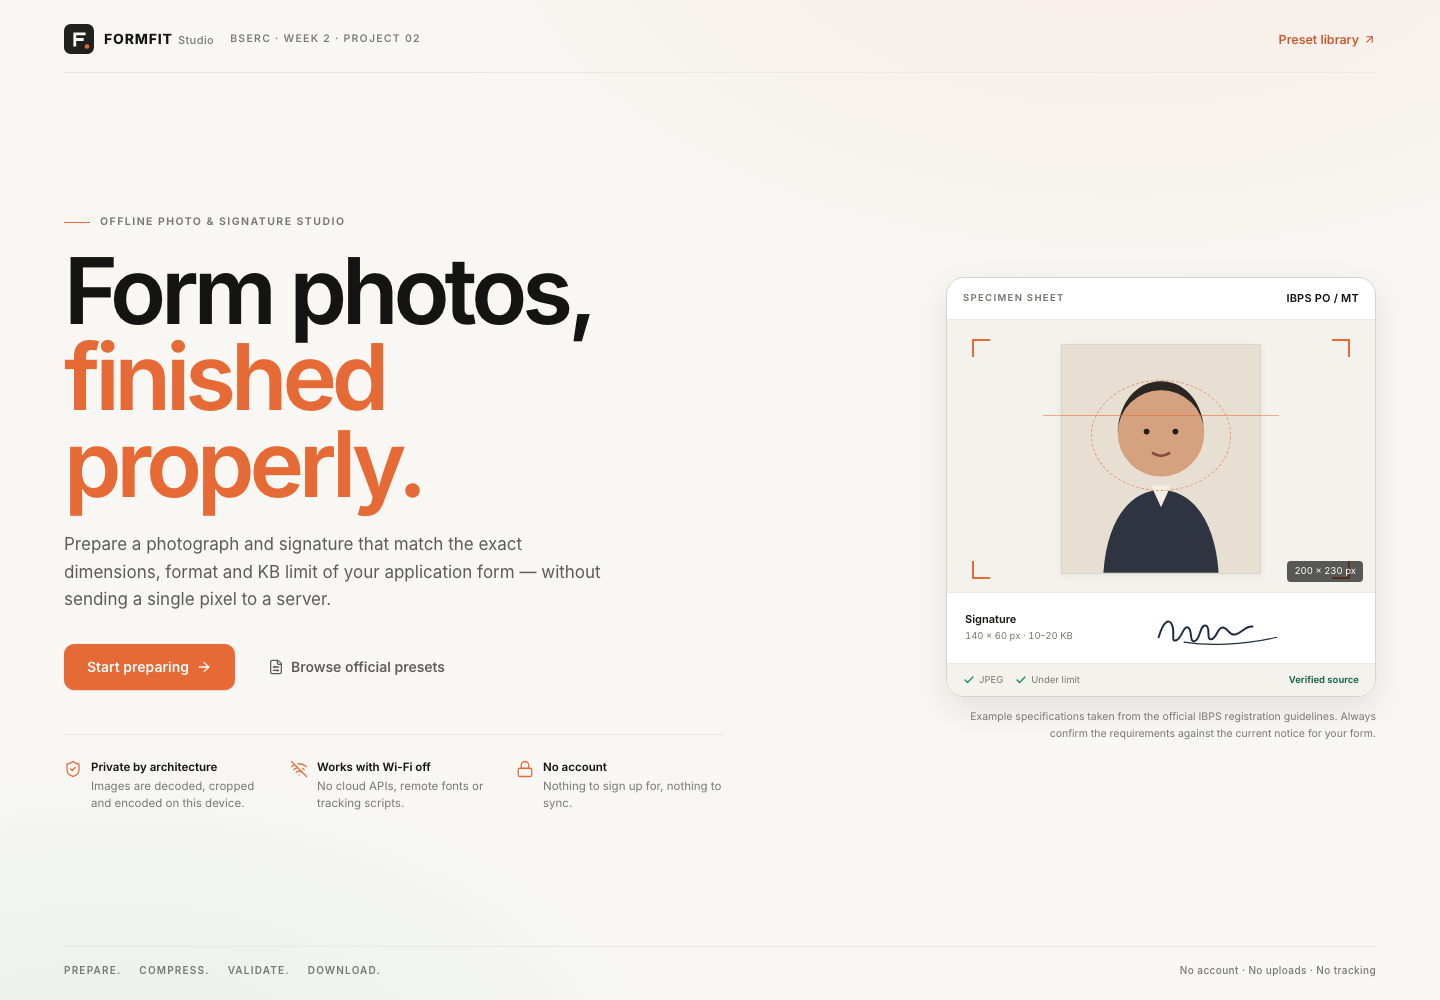 F.
FORMFIT Studio
BSERC · WEEK 2 · PROJECT 02
Preset library
OFFLINE PHOTO & SIGNATURE STUDIO
Form photos,
finished
properly.
Prepare a photograph and signature that match the exact
dimensions, format and KB limit of your application form — without
sending a single pixel to a server.
Start preparing
Browse official presets
Private by architecture
Images are decoded, cropped
and encoded on this device.
Works with Wi-Fi off
No cloud APIs, remote fonts or
tracking scripts.
No account
Nothing to sign up for, nothing to
sync.
SPECIMEN SHEET
IBPS PO / MT
200 × 230 px
Signature
140 × 60 px · 10–20 KB
JPEG
Under limit
Verified source
Example specifications taken from the official IBPS registration guidelines. Always
confirm the requirements against the current notice for your form.
PREPARE. COMPRESS. VALIDATE. DOWNLOAD.
No account · No uploads · No tracking